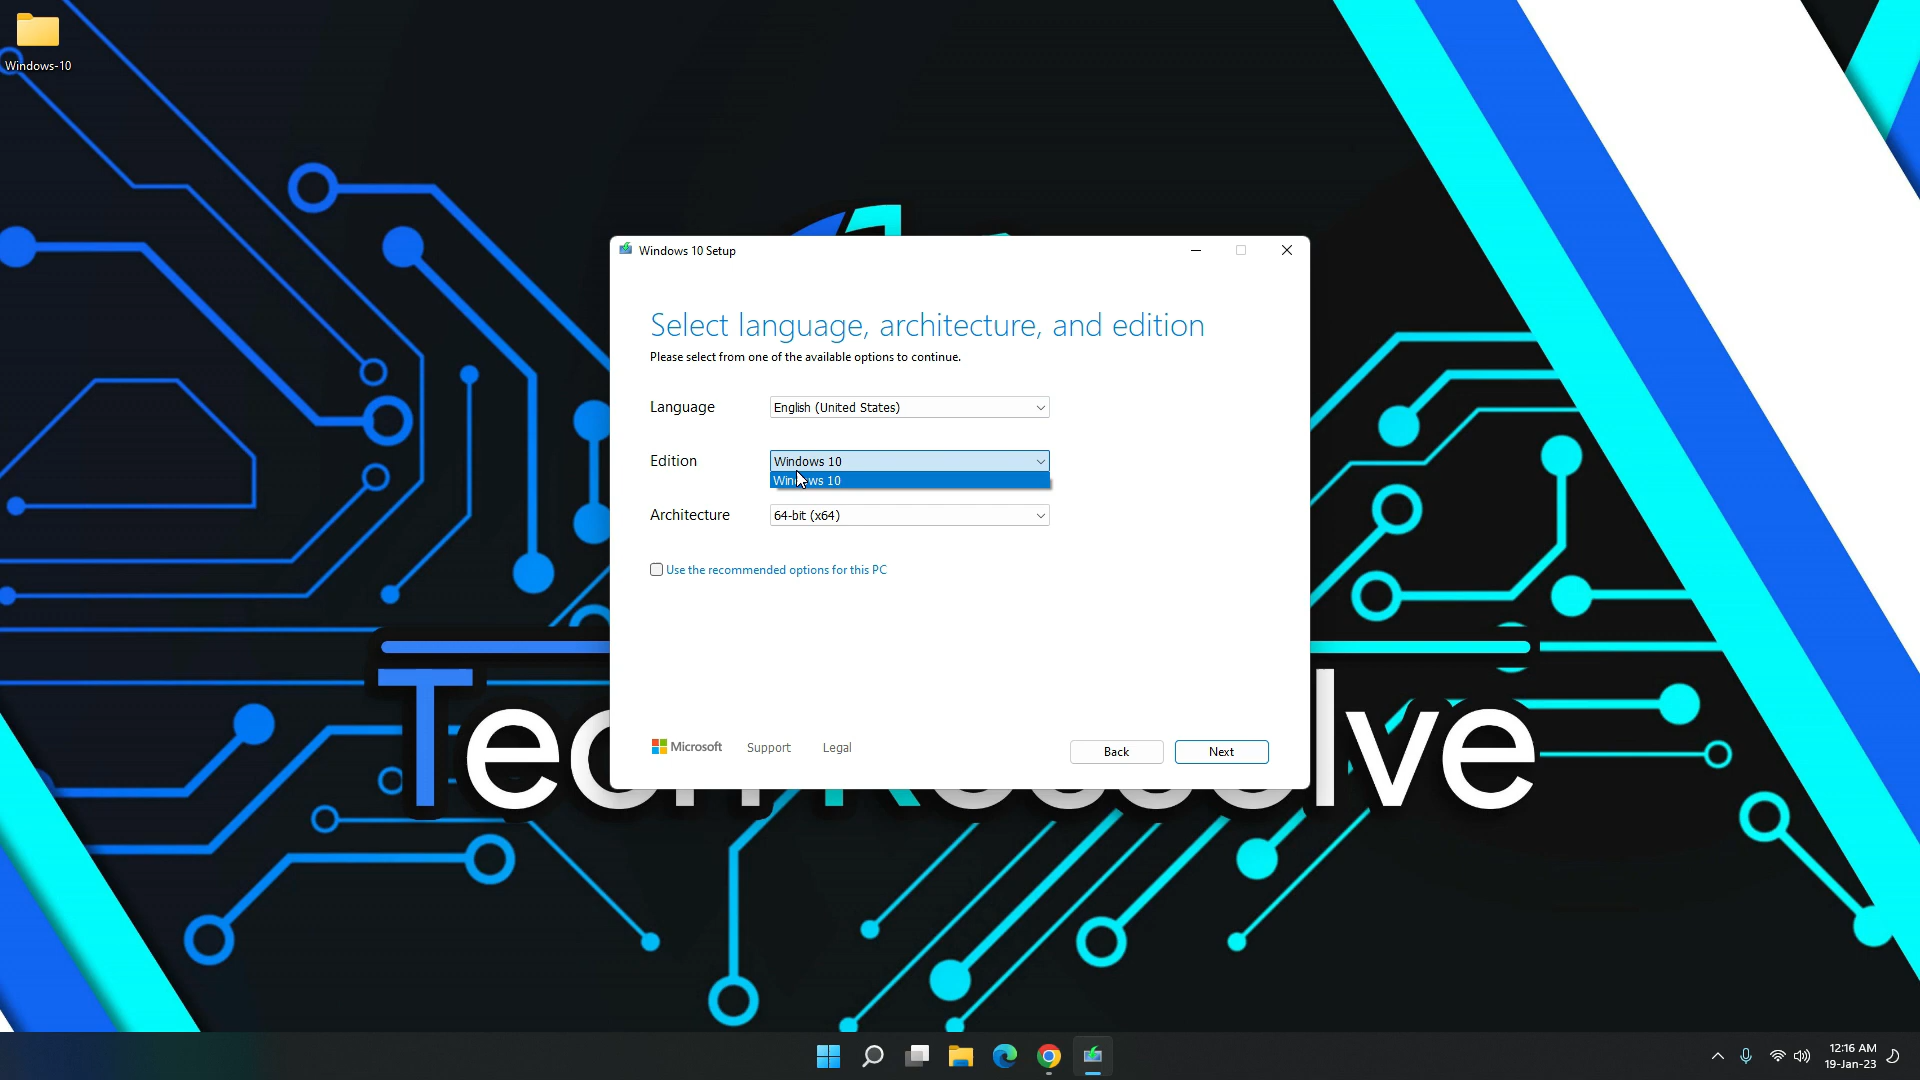 Windows-10
Windows 10 Setup
Select language, architecture, and edition
Please select from one of the available options to continue.
Language
English (United States)
Edition
Windows 10
Windows 10
Architecture
64-bit (x64)
Use the recommended options for this PC
Microsoft
Support
Legal
Back
Next
12:16 AM
19-Jan-23